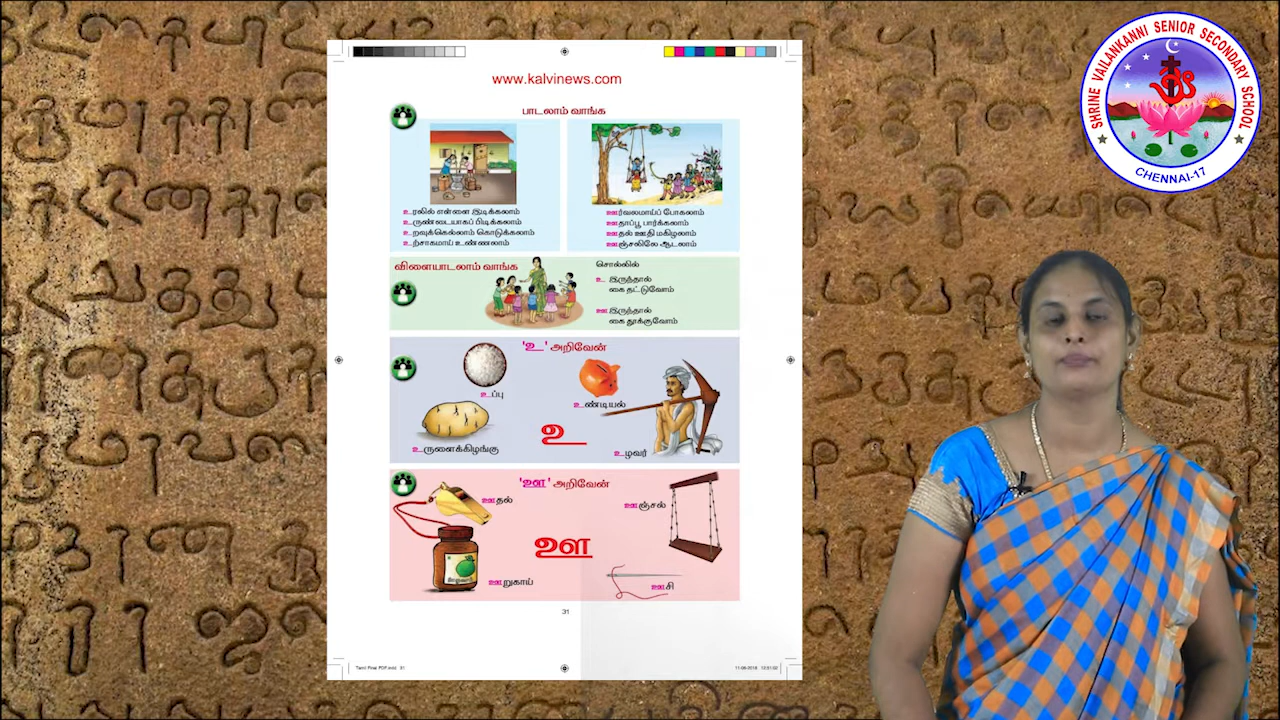 www.kalvinews.com
பாடலாம் வாங்க
உரலில் எள்ளை இடிக்கலாம்
உருண்டையாகப் பிடிக்கலாம்
உறவுக்கெல்லாம் கொடுக்கலாம்
உற்சாகமாய் உண்ணலாம்
ஊர்வலமாய்ப் போகலாம்
ஊதாப்பூ பார்க்கலாம்
ஊதல் ஊதி மகிழலாம்
ஊஞ்சலிலே ஆடலாம்
விளையாடலாம் வாங்க
சொல்லில்
உ இருந்தால்
கை தட்டுவோம்
ஊ இருந்தால்
கை தூக்குவோம்
'உ' அறிவேன்
உப்பு
உண்டியல்
உ
உருளைக்கிழங்கு
உழவர்
'ஊ' அறிவேன்
ஊதல்
ஊஞ்சல்
ஊ
ஊறுகாய்
ஊசி
31
SHRINE VAILANKANNI SENIOR SECONDARY SCHOOL
CHENNAI-17